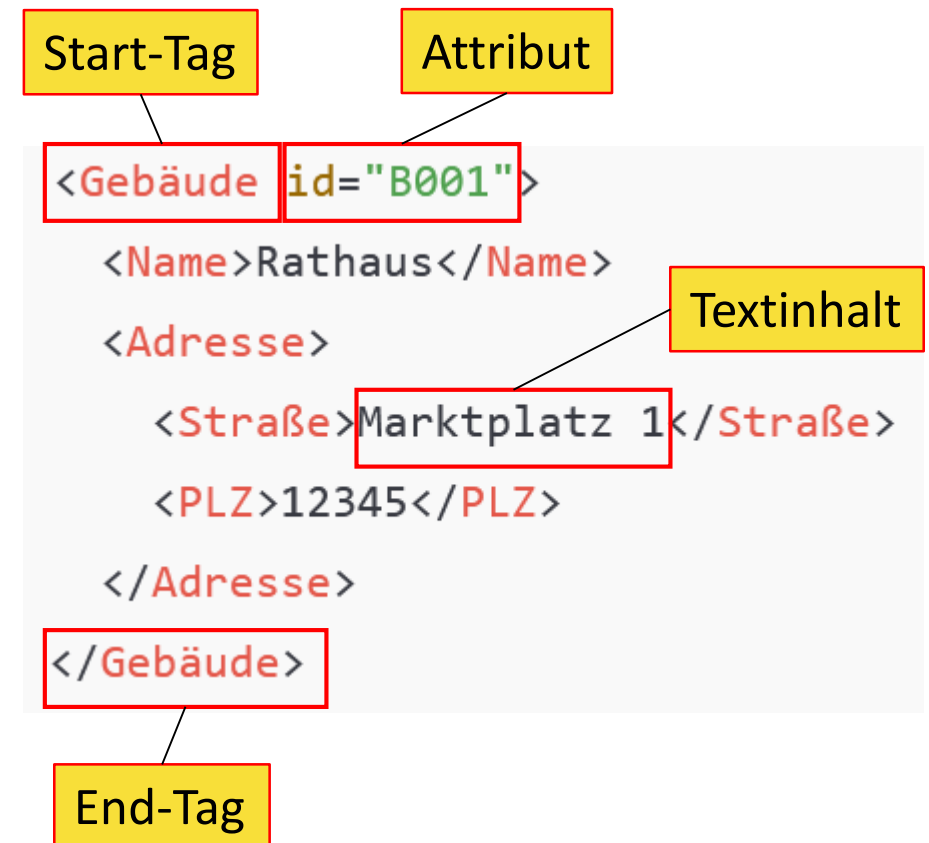 Start-Tag
Attribut
<Gebäude id="B001">
<Name>Rathaus</Name>
Textinhalt
<Adresse>
<Straße>Marktplatz 1</Straße>
<PLZ>12345</PLZ>
</Adresse>
</Gebäude>
End-Tag